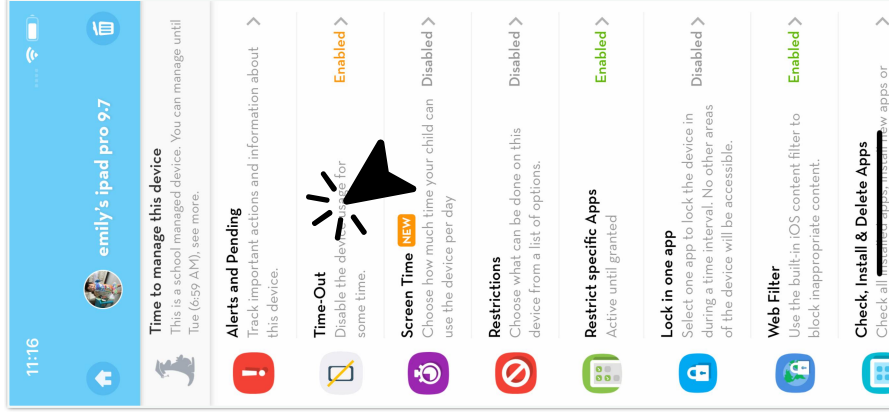 11:16
emily's ipad pro 9.7
Time to manage this device
This is a school managed device. You can manage until
Tue (6:59 AM), see more.
Alerts and Pending
Track important actions and information about
this device.
Time-Out
Enabled
Disable the device usage for
some time.
Screen Time NEW
Disabled
Choose how much time your child can
use the device per day
Restrictions
Disabled
Choose what can be done on this
device from a list of options.
Restrict specific Apps
Enabled
Active until granted
Lock in one app
Disabled
Select one app to lock the device in
during a time interval. No other areas
of the device will be accessible.
Web Filter
Enabled
Use the built-in iOS content filter to
block inappropriate content.
Check, Install & Delete Apps
Check all installed apps, install new apps or